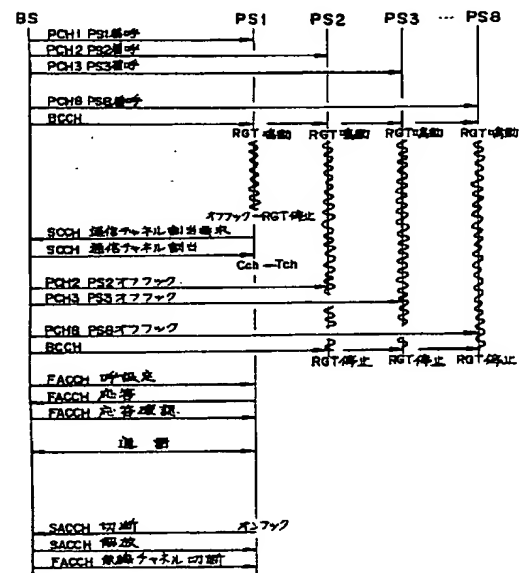 BS PS1 PS2 PS3 … PS8
PCH1 PS1着呼
PCH2 PS2着呼
PCH3 PS3着呼
PCH8 PS8着呼
BCCH
RGT鳴動 RGT鳴動 RGT鳴動 RGT鳴動
オフフック→RGT停止
SCCH 通信チャネル割当要求
SCCH 通信チャネル割当
Cch→Tch
PCH2 PS2オフフック
PCH3 PS3オフフック
PCH8 PS8オフフック
BCCH
RGT停止 RGT停止 RGT停止
FACCH 呼設定
FACCH 応答
FACCH 応答確認
通話
SACCH 切断 オンフック
SACCH 解放
FACCH 無線チャネル切断